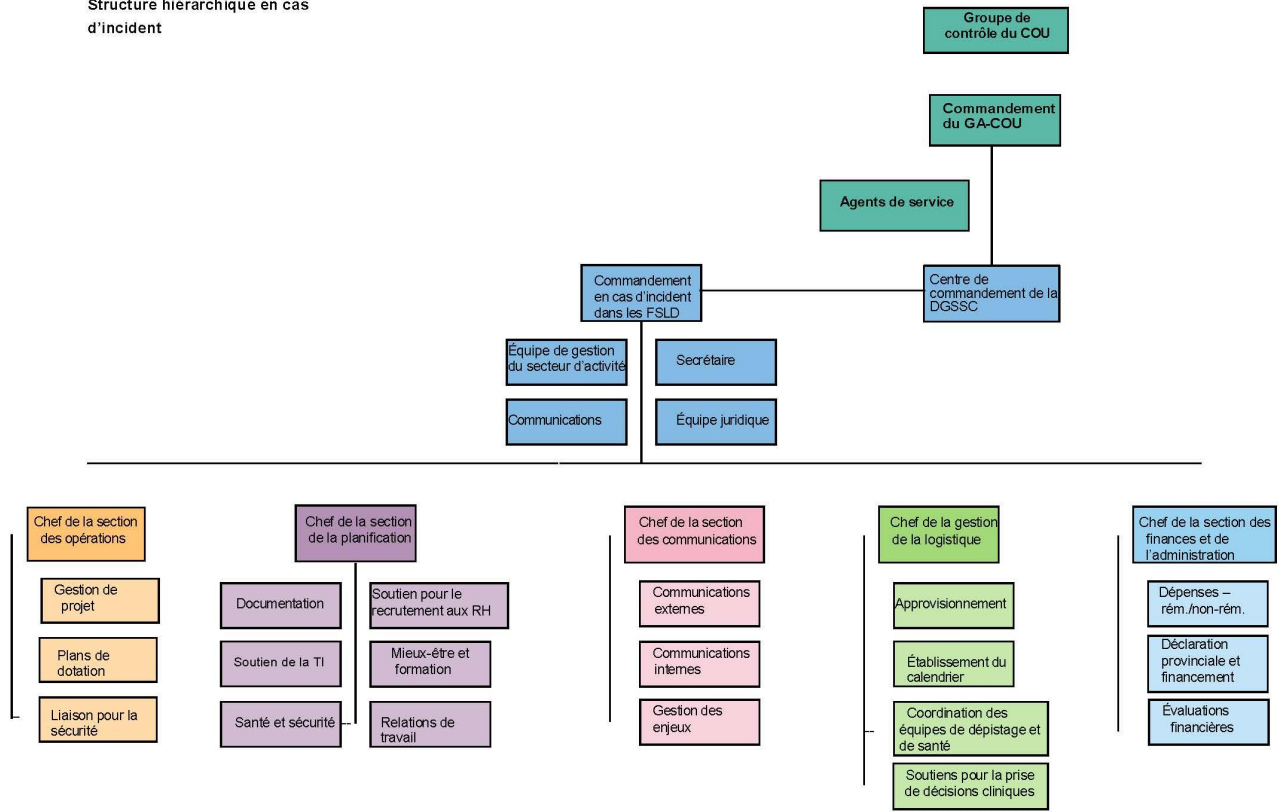 Structure hiérarchique en cas
d'incident
Groupe de
contrôle du COU
Commandement
du GA-COU
Agents de service
Commandement
en cas d'incident
dans les FSLD
Centre de
commandement de la
DGSSC
Équipe de gestion
du secteur d'activité
Secrétaire
Communications
Équipe juridique
Chef de la section
des opérations
Gestion de
projet
Plans de
dotation
Liaison pour la
sécurité
Chef de la section
de la planification
Documentation
Soutien pour le
recrutement aux RH
Soutien de la TI
Mieux-être et
formation
Santé et sécurité
Relations de
travail
Chef de la section
des communications
Communications
externes
Communications
internes
Gestion des
enjeux
Chef de la gestion
de la logistique
Approvisionnement
Établissement du
calendrier
Coordination des
équipes de dépistage et
de santé
Soutiens pour la prise
de décisions cliniques
Chef de la section des
finances et de
l'administration
Dépenses –
rém./non-rém.
Déclaration
provinciale et
financement
Évaluations
financières